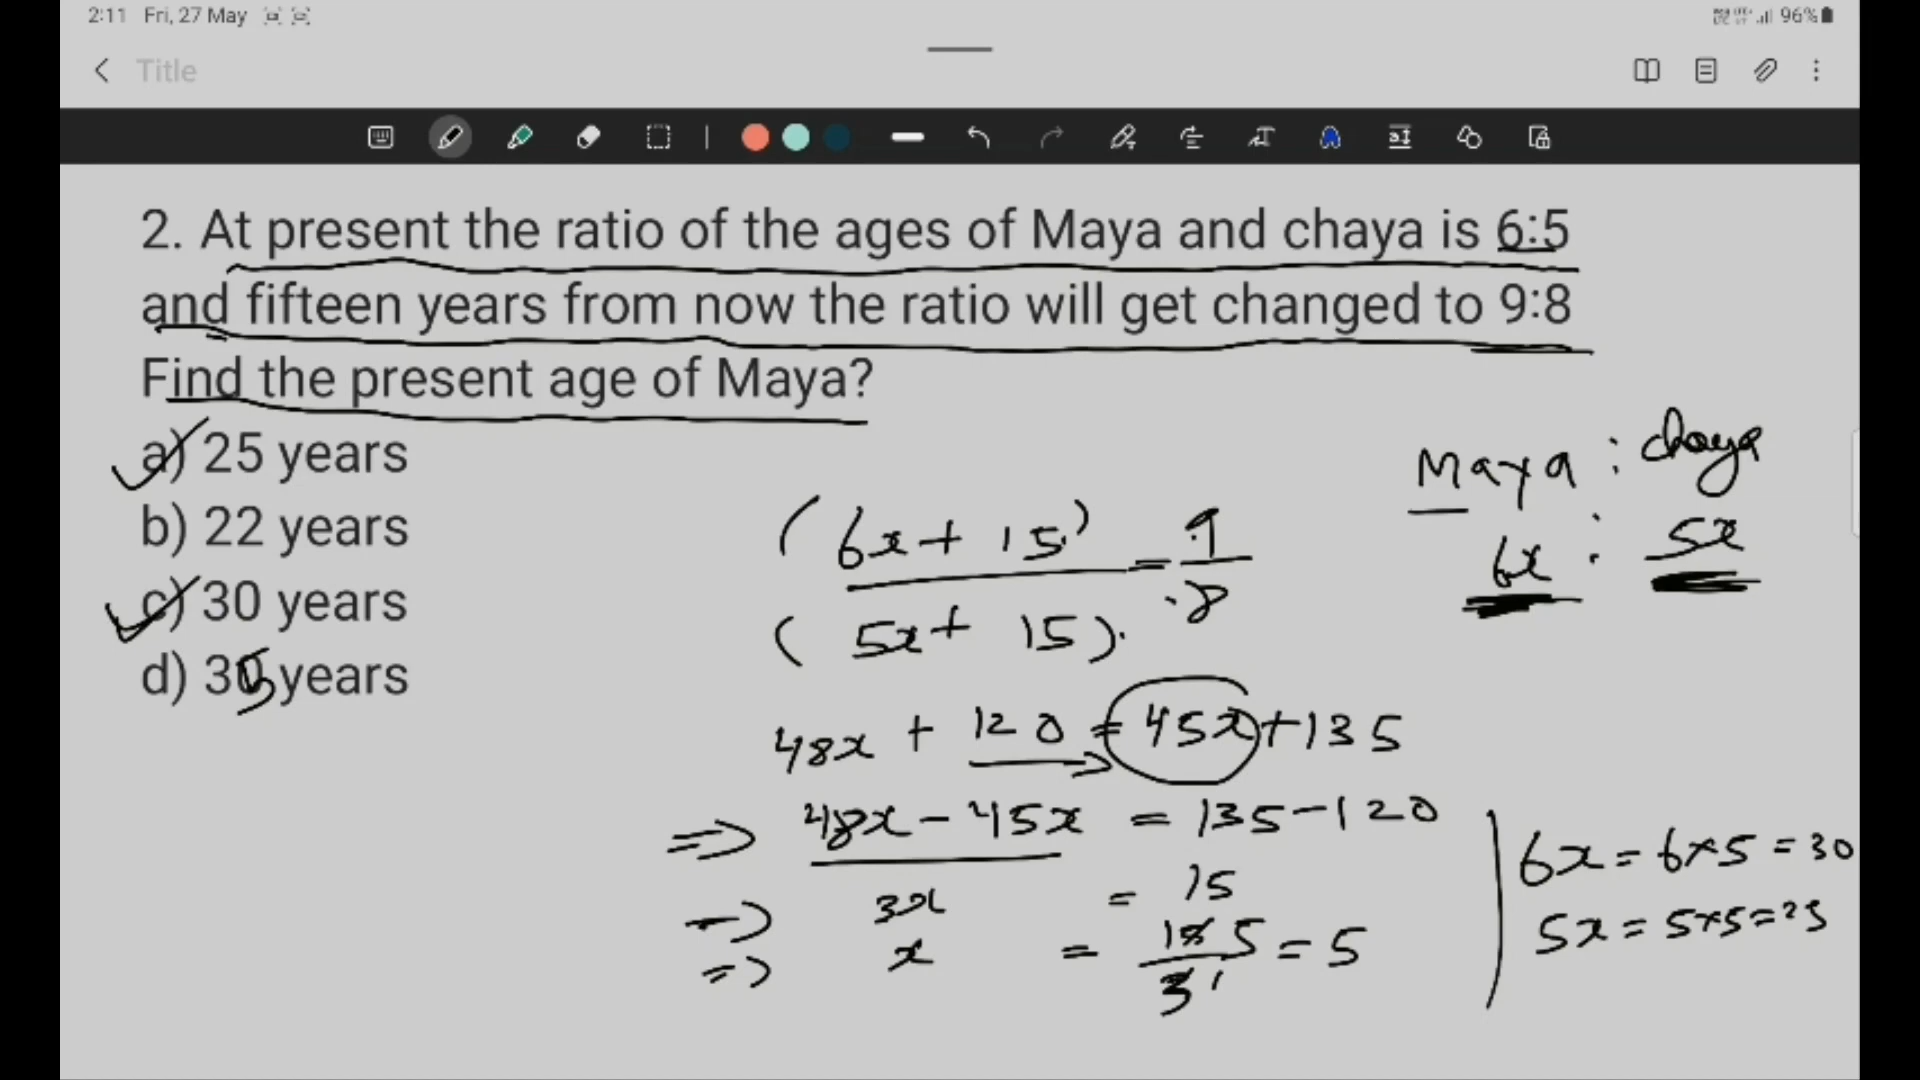 2:11 Fri, 27 May
96%
Title
2. At present the ratio of the ages of Maya and chaya is 6:5
and fifteen years from now the ratio will get changed to 9:8
Find the present age of Maya?
a) 25 years
b) 22 years
c) 30 years
d) 35 years
Maya : chaya
6x : 5x
(6x + 15) = 9
(5x + 15) 8
48x + 120 = 45x + 135
=> 48x - 45x = 135 - 120
=> 3x = 15
=> x = 15 5 = 5
3 1
6x = 6x5 = 30
5x = 5x5 = 25